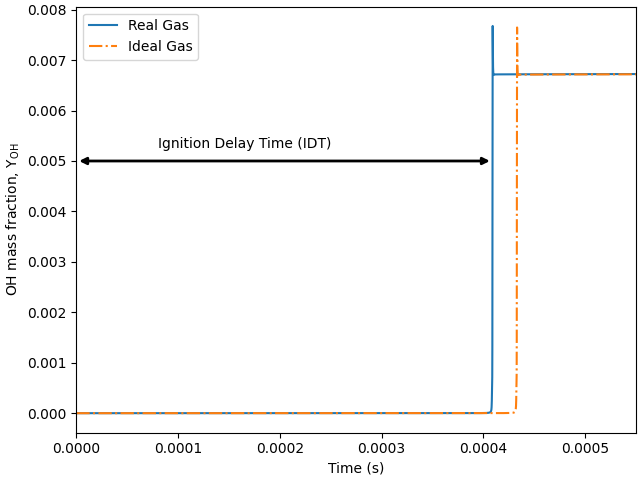 Real Gas
Ideal Gas
Ignition Delay Time (IDT)
OH mass fraction, Y_OH
0.008
0.007
0.006
0.005
0.004
0.003
0.002
0.001
0.000
0.0000 0.0001 0.0002 0.0003 0.0004 0.0005
Time (s)